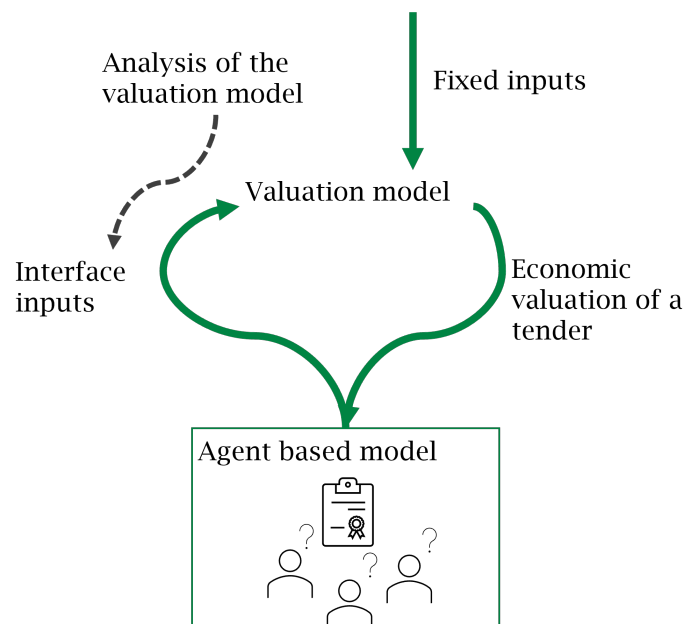 Analysis of the
valuation model
Fixed inputs
Valuation model
Interface
inputs
Economic
valuation of a
tender
Agent based model
?
?
?